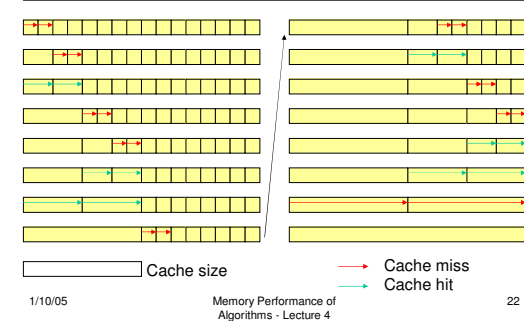 Cache size
Cache miss
Cache hit
1/10/05
Memory Performance of
Algorithms - Lecture 4
22